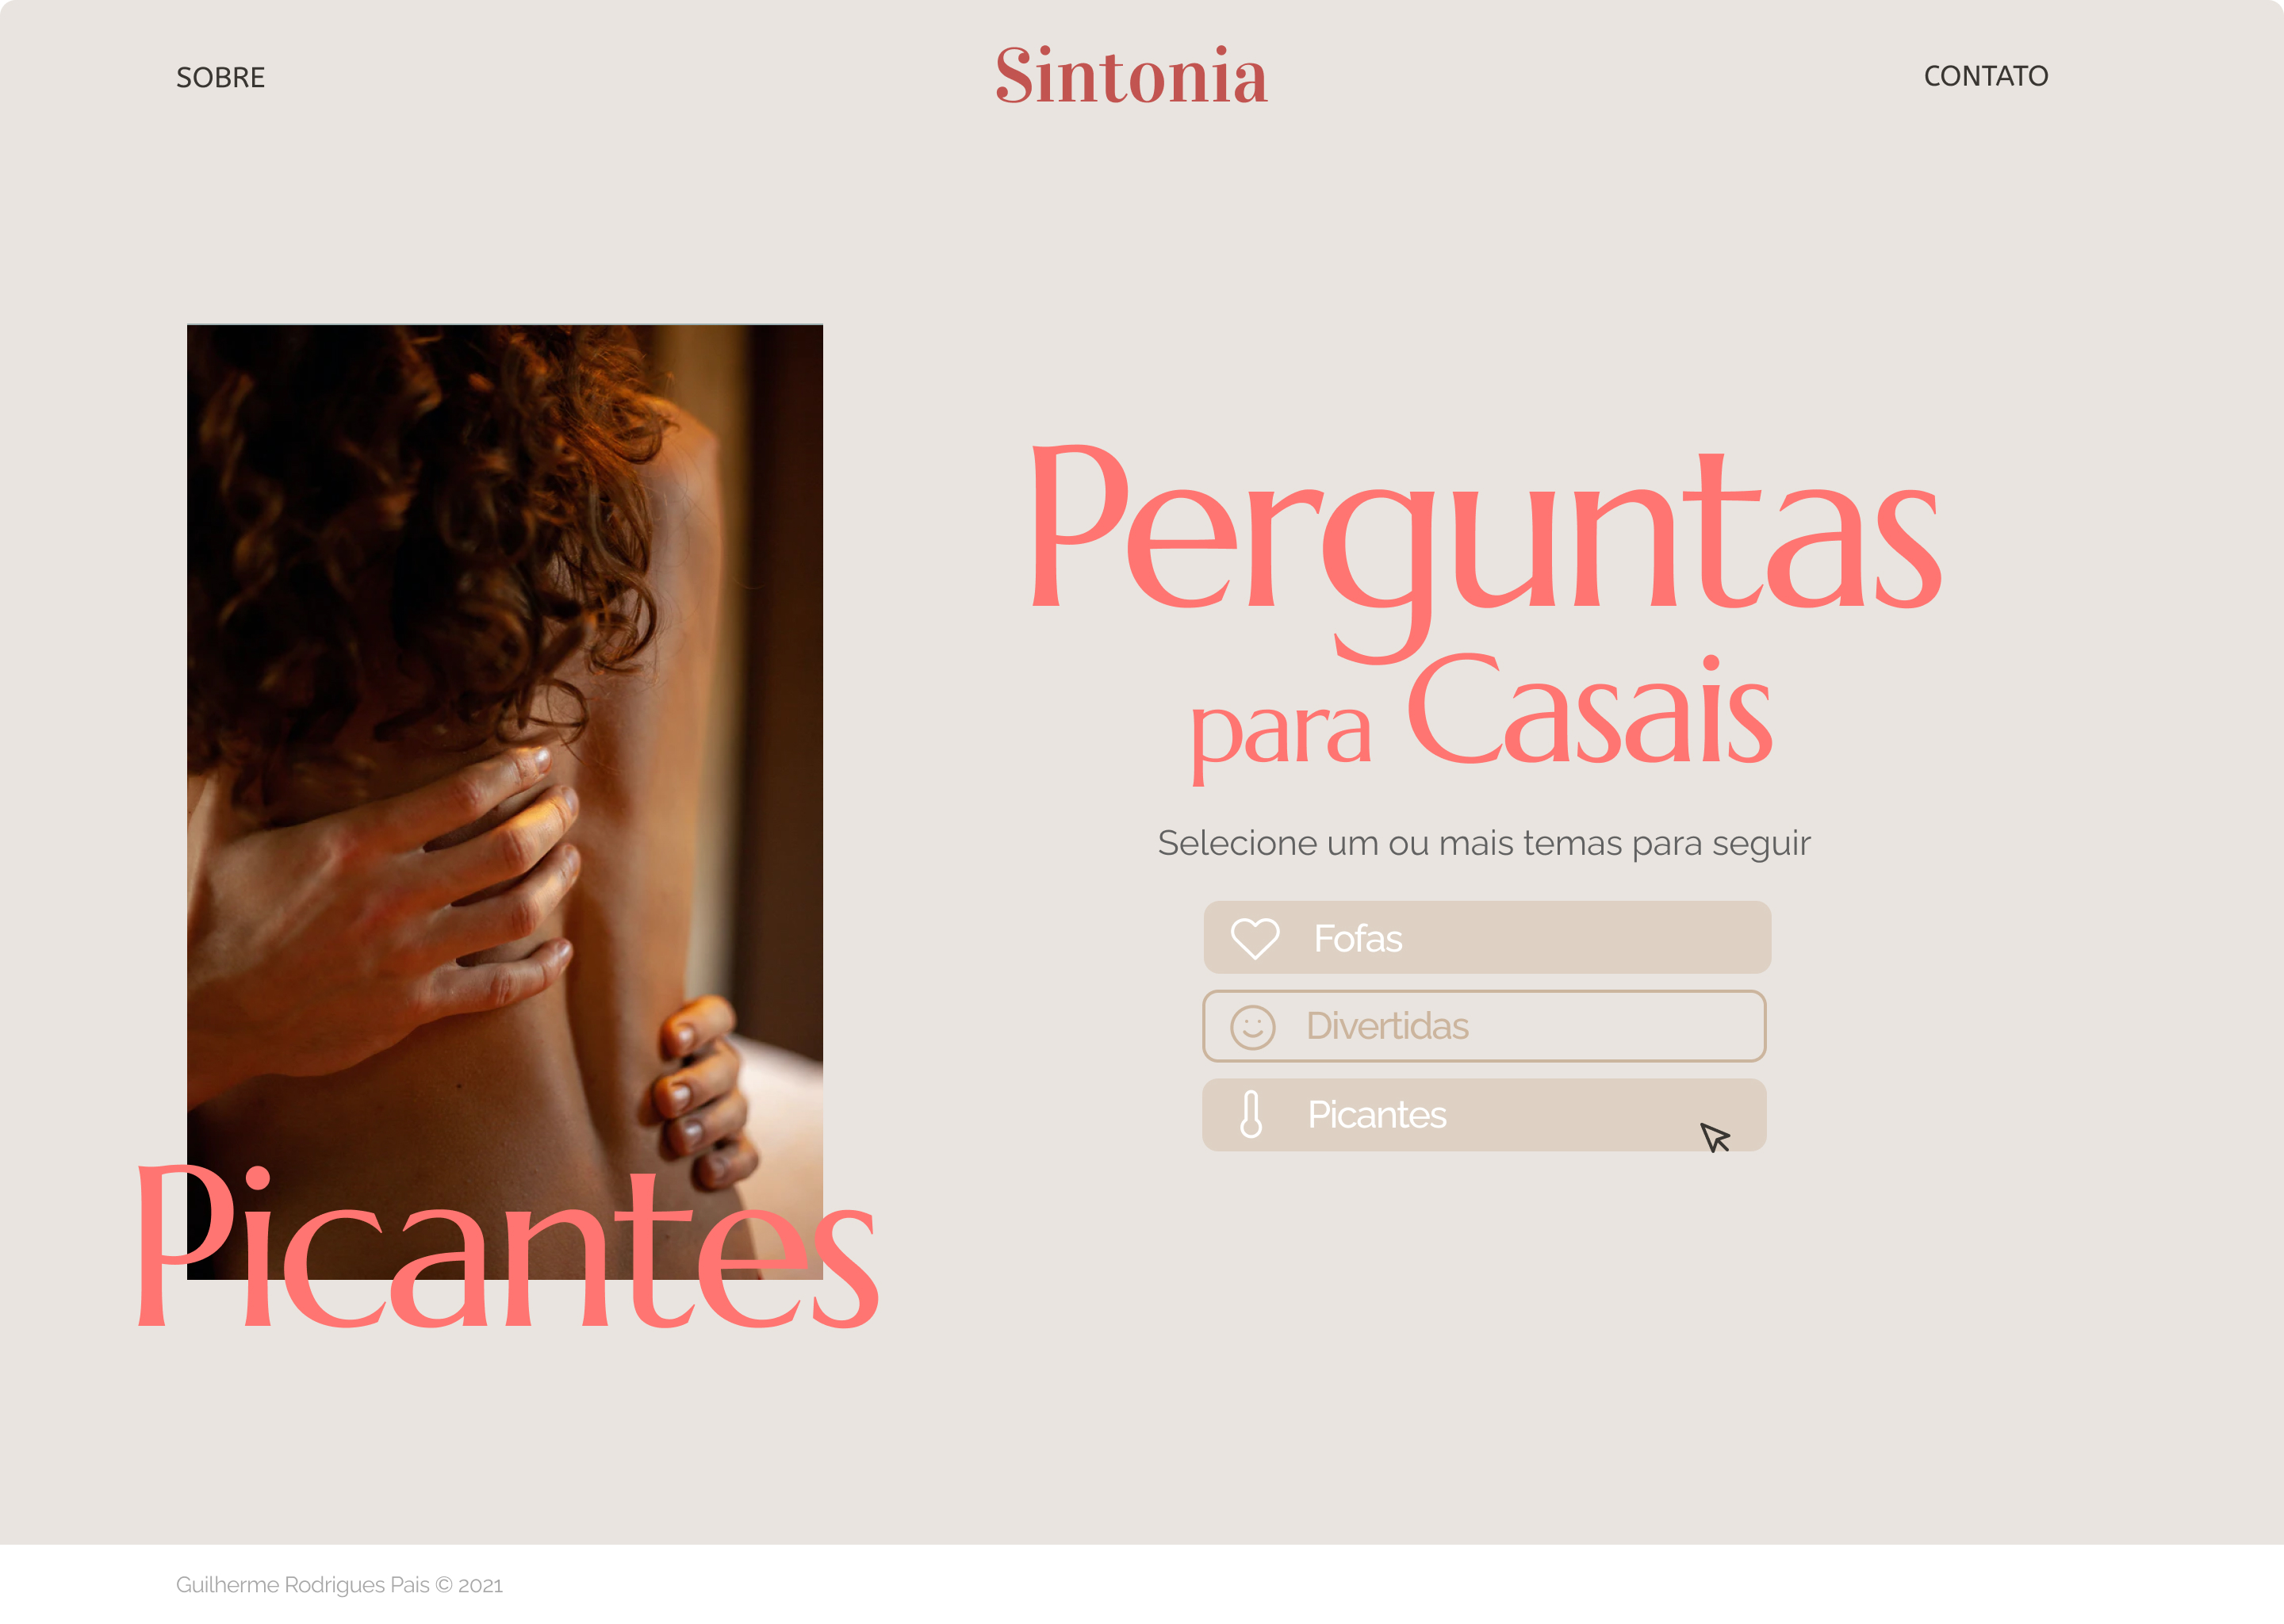 SOBRE
Sintonia
CONTATO
Perguntas
para Casais
Selecione um ou mais temas para seguir
Fofas
Divertidas
Picantes
Picantes
Guilherme Rodrigues Pais © 2021